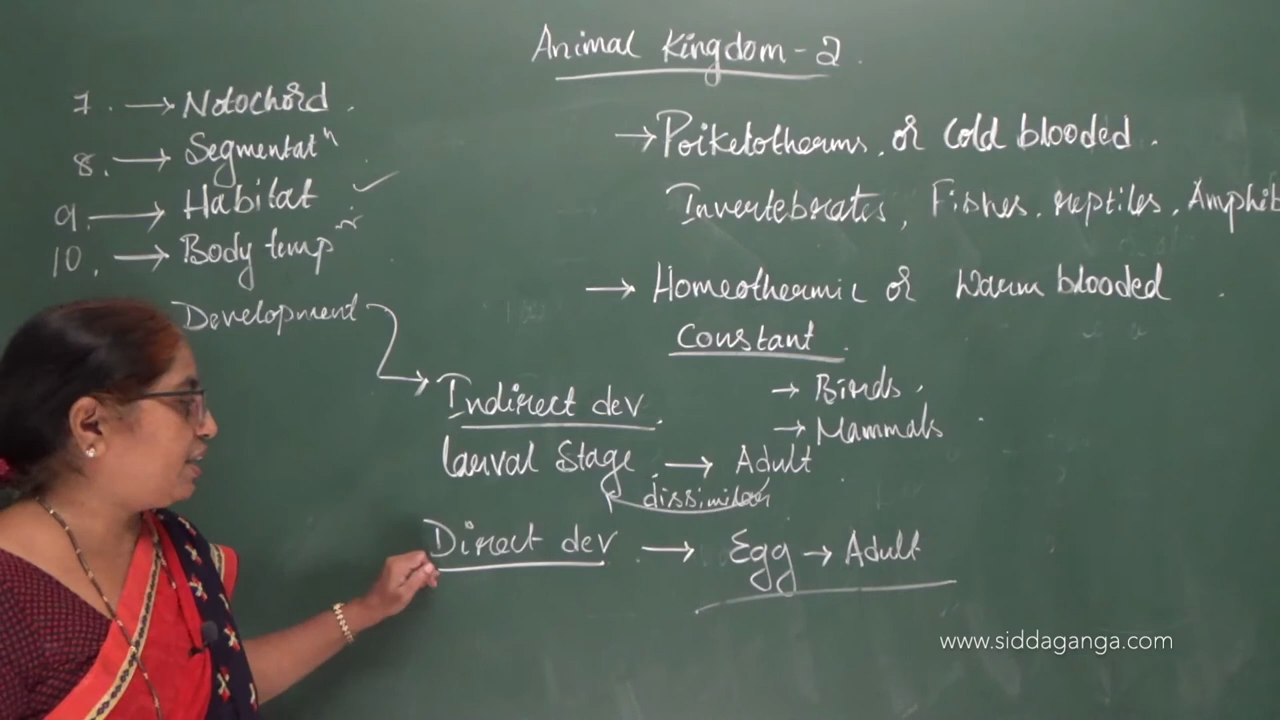 Animal Kingdom - 2.
7. → Notochord.
8. → Segmentatⁿ
9. → Habitat ✓
10. → Body temp
Development
→ Poikelotherms. or Cold blooded.
Invertebrates, Fishes. reptiles, Amphib
→ Homeothermic or Warm blooded.
Constant.
→ Birds.
→ Mammals
Indirect dev.
larval Stage. → Adult
dissimilar
Direct dev → Egg → Adult
www.siddaganga.com